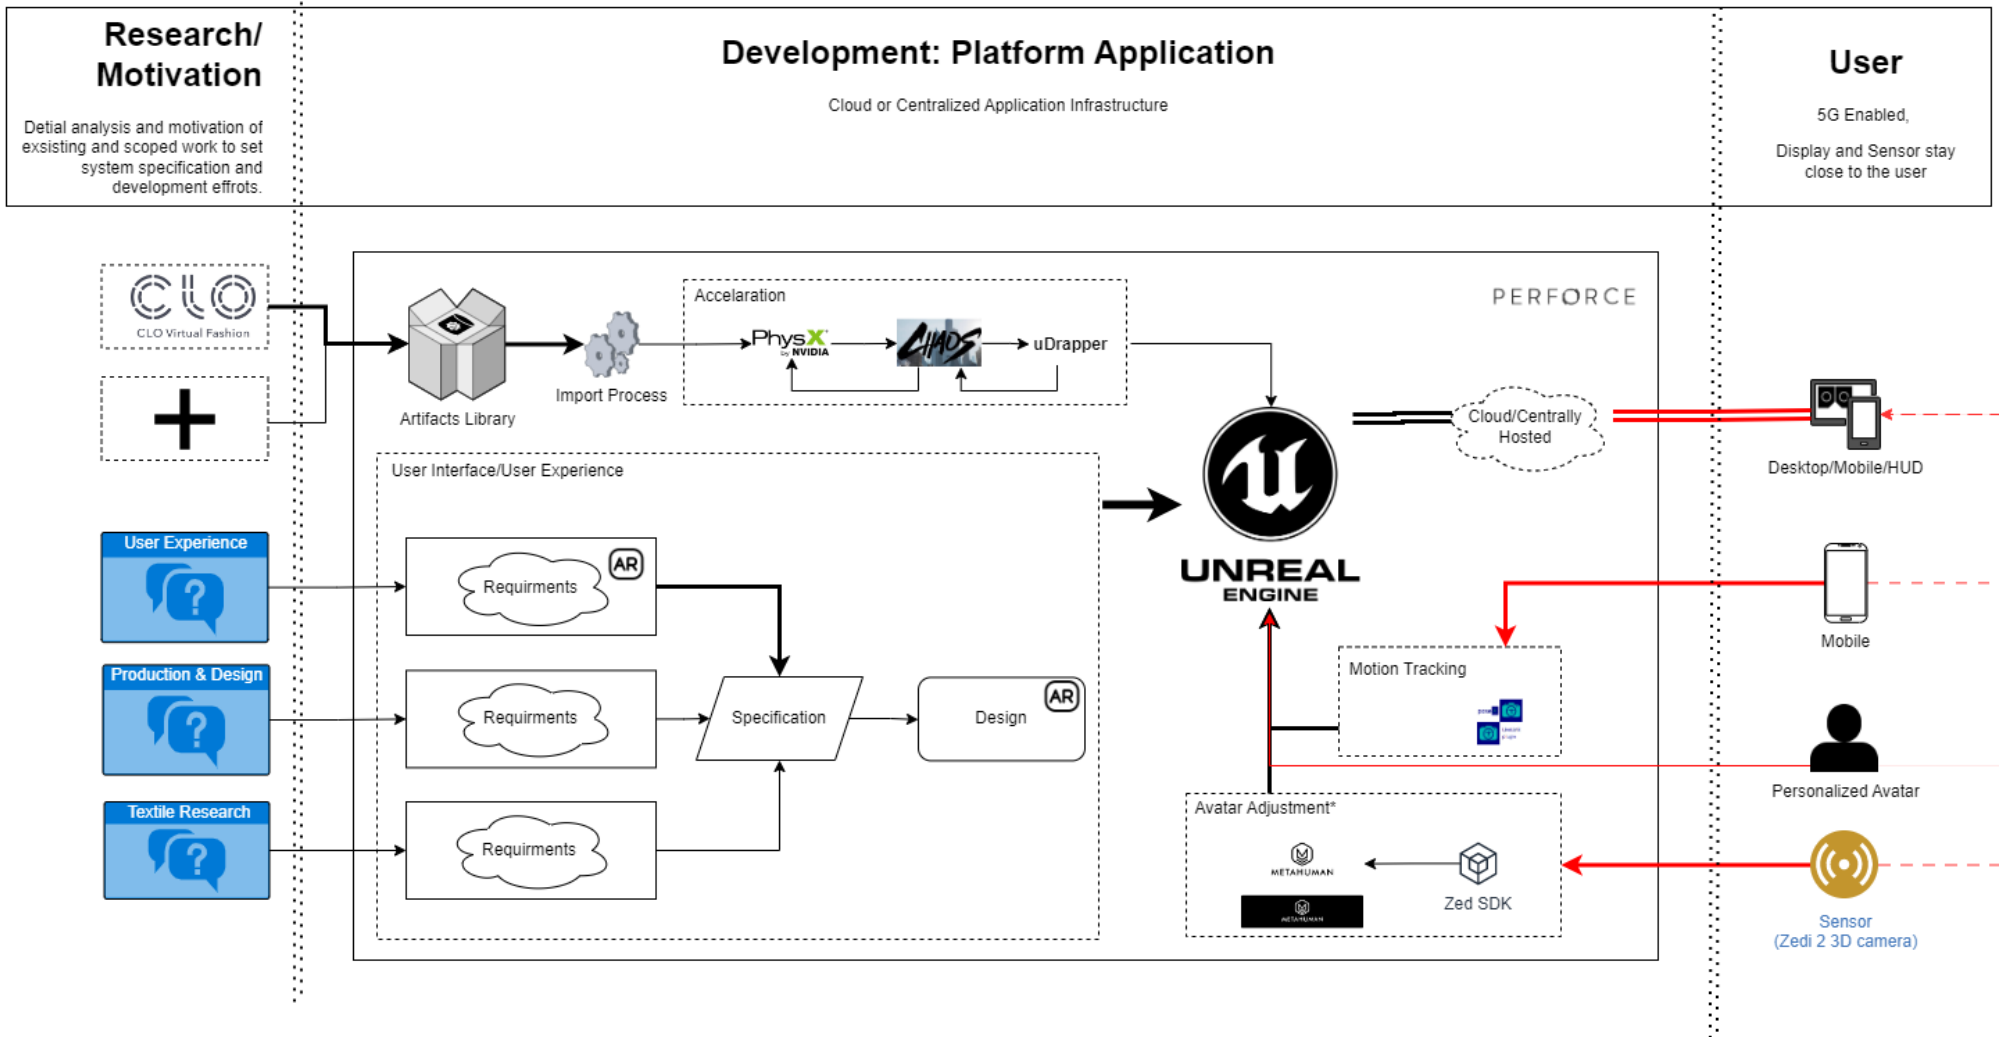 Research/
Motivation
Detial analysis and motivation of
exsisting and scoped work to set
system specification and
development effrots.
Development: Platform Application
Cloud or Centralized Application Infrastructure
User
5G Enabled,
Display and Sensor stay
close to the user
CLO
CLO Virtual Fashion
Artifacts Library
Import Process
Accelaration
PhysX
by NVIDIA
CHAOS
uDrapper
PERFORCE
Cloud/Centrally
Hosted
Desktop/Mobile/HUD
User Interface/User Experience
User Experience
Requirments
AR
UNREAL
ENGINE
Mobile
Production & Design
Requirments
Specification
Design
AR
Motion Tracking
Personalized Avatar
Textile Research
Requirments
Avatar Adjustment*
METAHUMAN
METAHUMAN
Zed SDK
Sensor
(Zedi 2 3D camera)